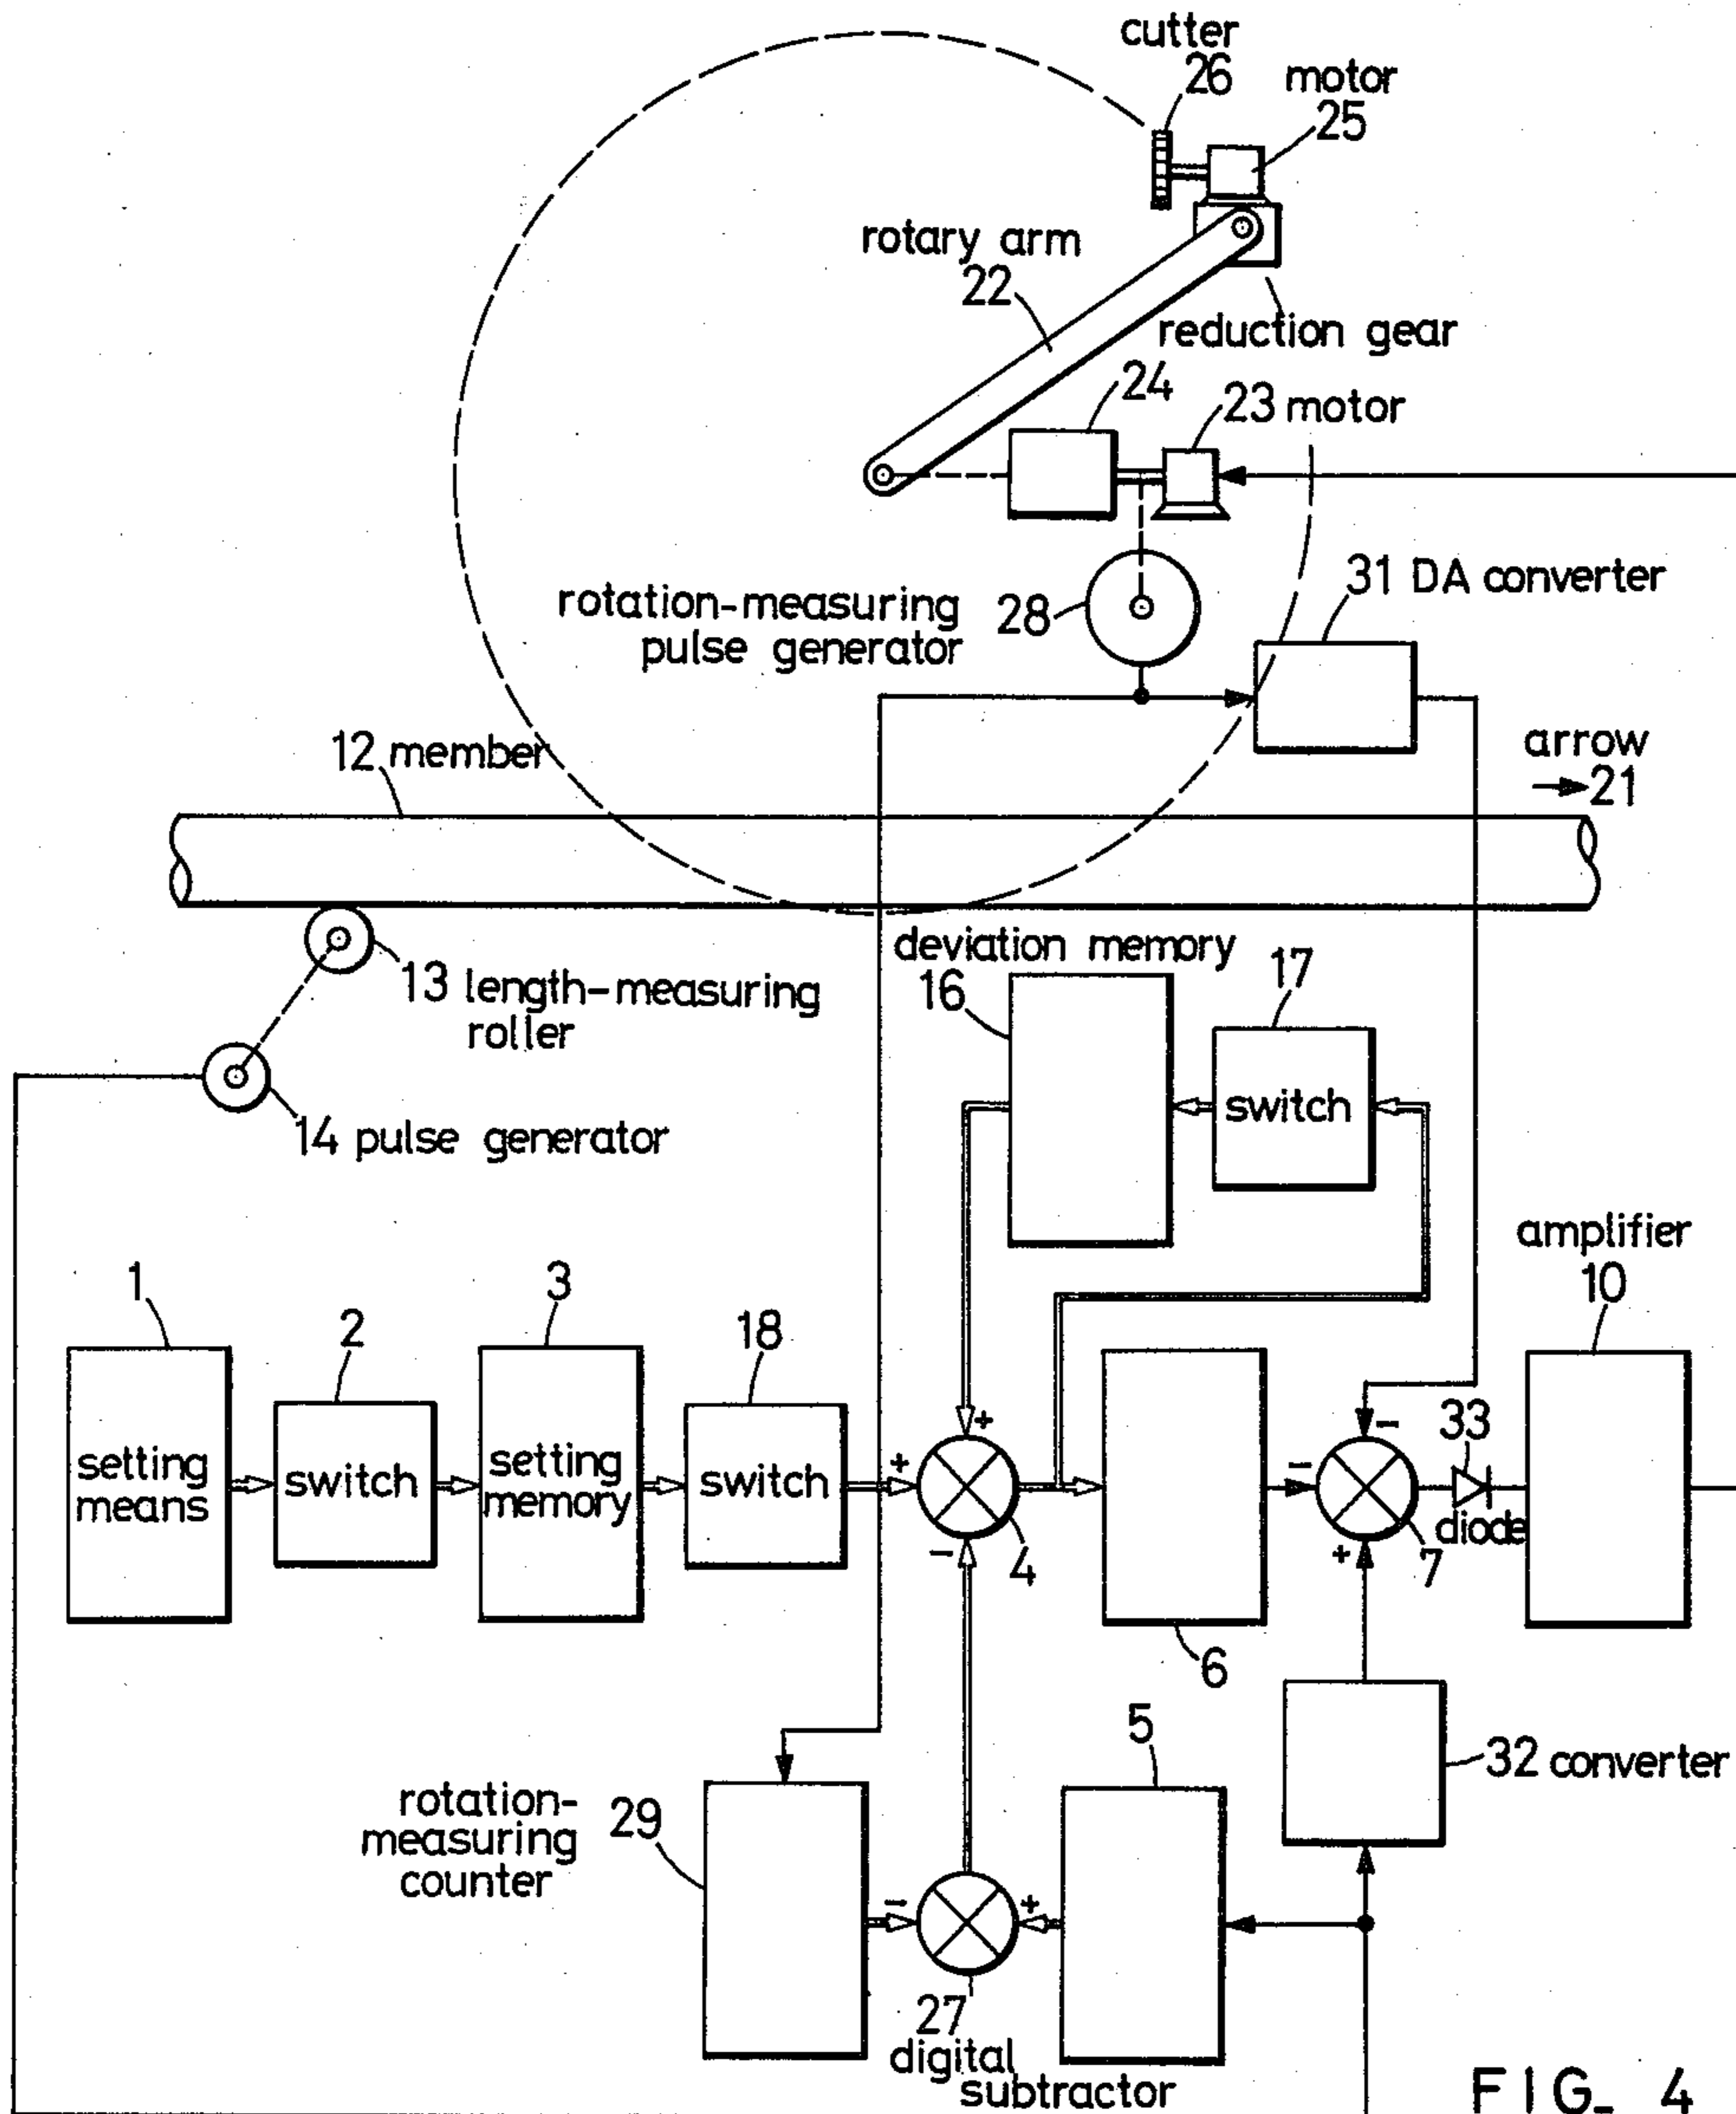 cutter
26
motor
25
rotary arm
22
reduction gear
24
23 motor
31 DA converter
rotation-measuring
pulse generator
28
12 member
arrow
21
13 length-measuring
roller
14 pulse generator
deviation memory
16
17
switch
amplifier
10
1
2
3
18
setting
means
switch
setting
memory
switch
+
+
-
4
6
-
-
+
7
33
diode
5
32 converter
rotation-
measuring
counter
29
-
+
27
digital
subtractor
FIG_ 4